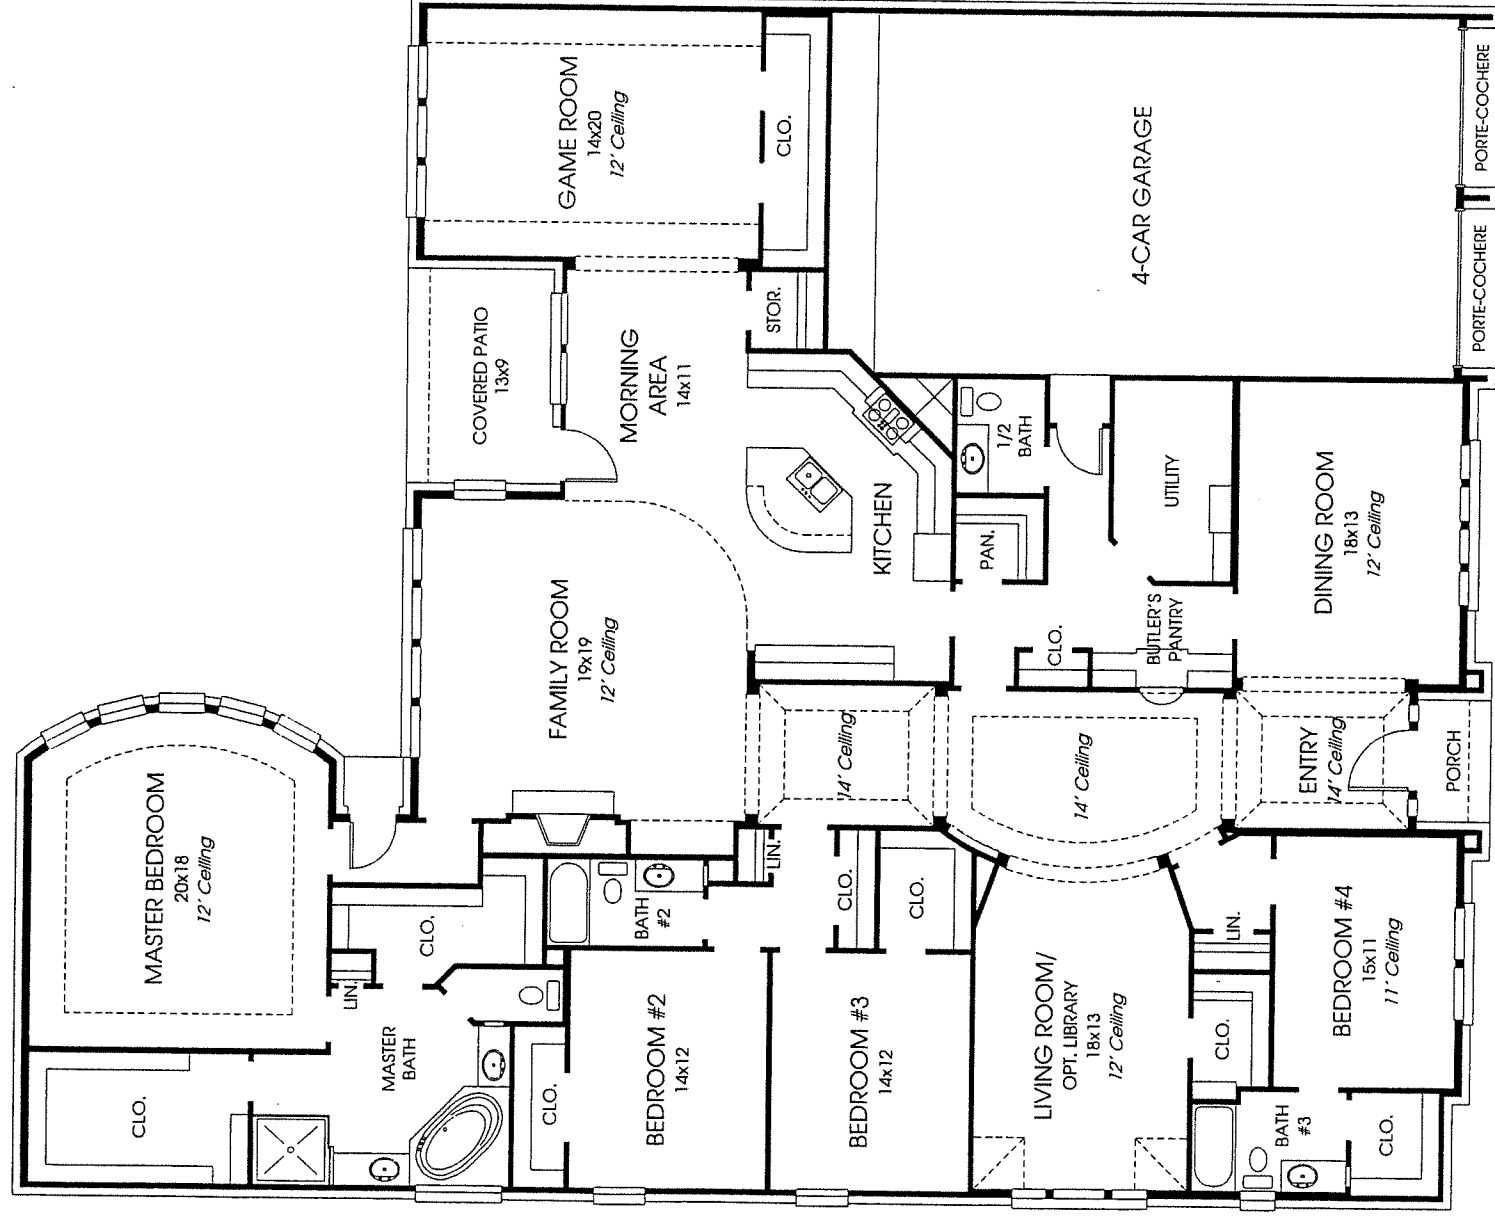 GAME ROOM
14x20
12' Ceiling
CLO.
4-CAR GARAGE
PORTE-COCHERE
PORTE-COCHERE
COVERED PATIO
13x9
MORNING
AREA
14x11
STOR.
1/2
BATH
UTILITY
KITCHEN
PAN.
DINING ROOM
18x13
12' Ceiling
FAMILY ROOM
19x19
12' Ceiling
CLO.
BUTLER'S
PANTRY
14' Ceiling
14' Ceiling
ENTRY
14' Ceiling
PORCH
MASTER BEDROOM
20x18
12' Ceiling
CLO.
LIN.
BATH
#2
LIN.
CLO.
CLO.
LIN.
BEDROOM #4
15x11
11' Ceiling
CLO.
MASTER
BATH
CLO.
BEDROOM #2
14x12
BEDROOM #3
14x12
LIVING ROOM/
OPT. LIBRARY
18x13
12' Ceiling
CLO.
BATH
#3
CLO.